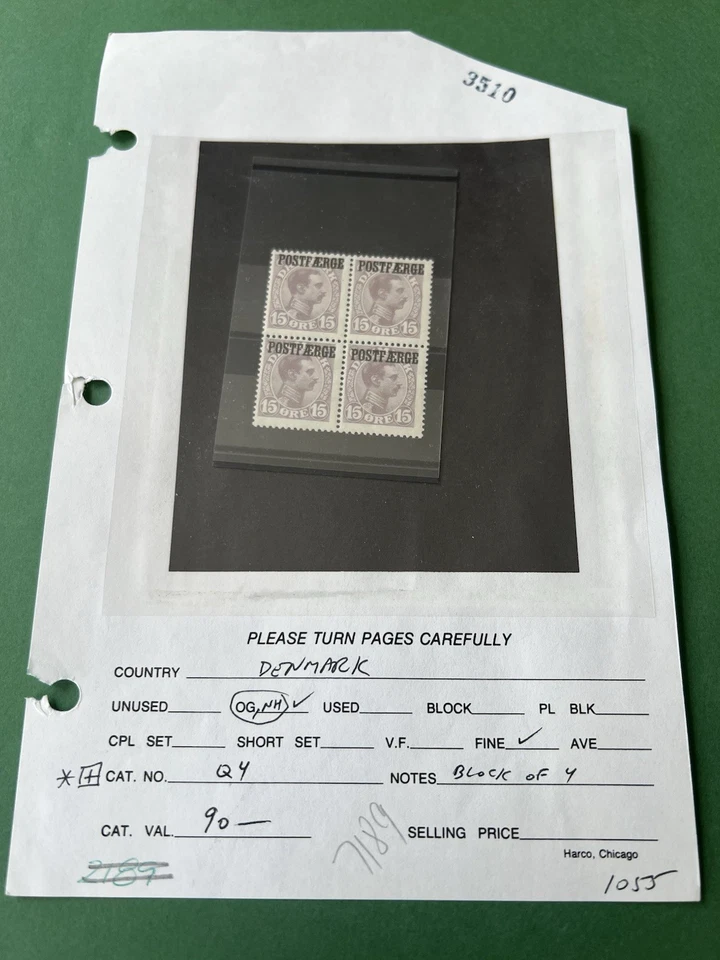 3510
POSTFÆRGE POSTFÆRGE
15 ØRE 15 15 ØRE 15
POSTFÆRGE POSTFÆRGE
15 ØRE 15 15 ØRE 15
PLEASE TURN PAGES CAREFULLY
COUNTRY DENMARK
UNUSED OG, NH ✓ USED BLOCK PL BLK
CPL SET SHORT SET V.F. FINE ✓ AVE
* ⊞ CAT. NO. Q4 NOTES BLOCK OF 4
CAT. VAL. 90— SELLING PRICE
7189
Harco, Chicago
2189
1055